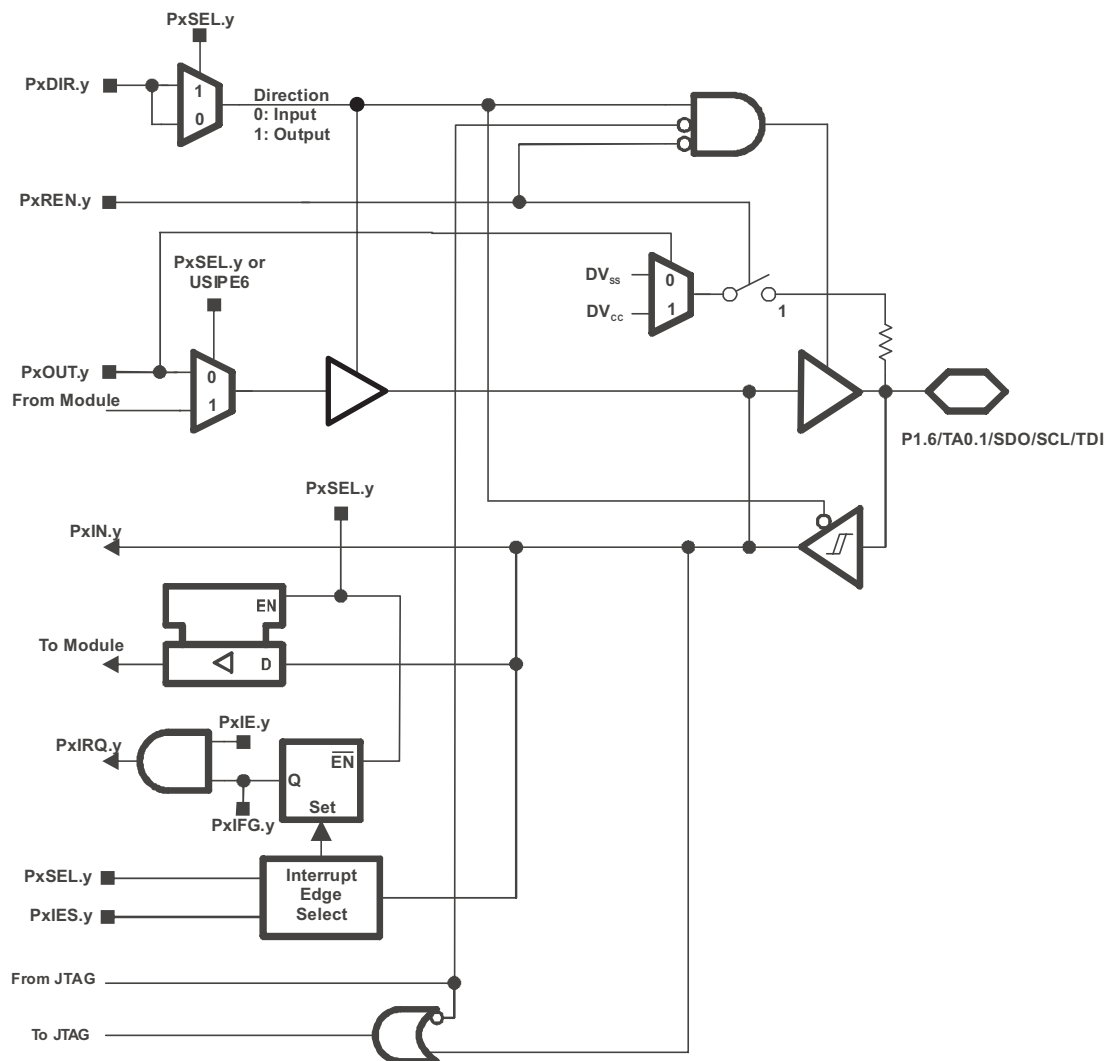 PxSEL.y
PxDIR.y
1
0
Direction
0: Input
1: Output
PxREN.y
PxSEL.y or
USIPE6
DVSS
0
DVCC
1
1
PxOUT.y
0
From Module
1
P1.6/TA0.1/SDO/SCL/TDI
PxSEL.y
PxIN.y
EN
To Module
D
PxIE.y
PxIRQ.y
EN
Q
Set
PxIFG.y
PxSEL.y
Interrupt
Edge
Select
PxIES.y
From JTAG
To JTAG